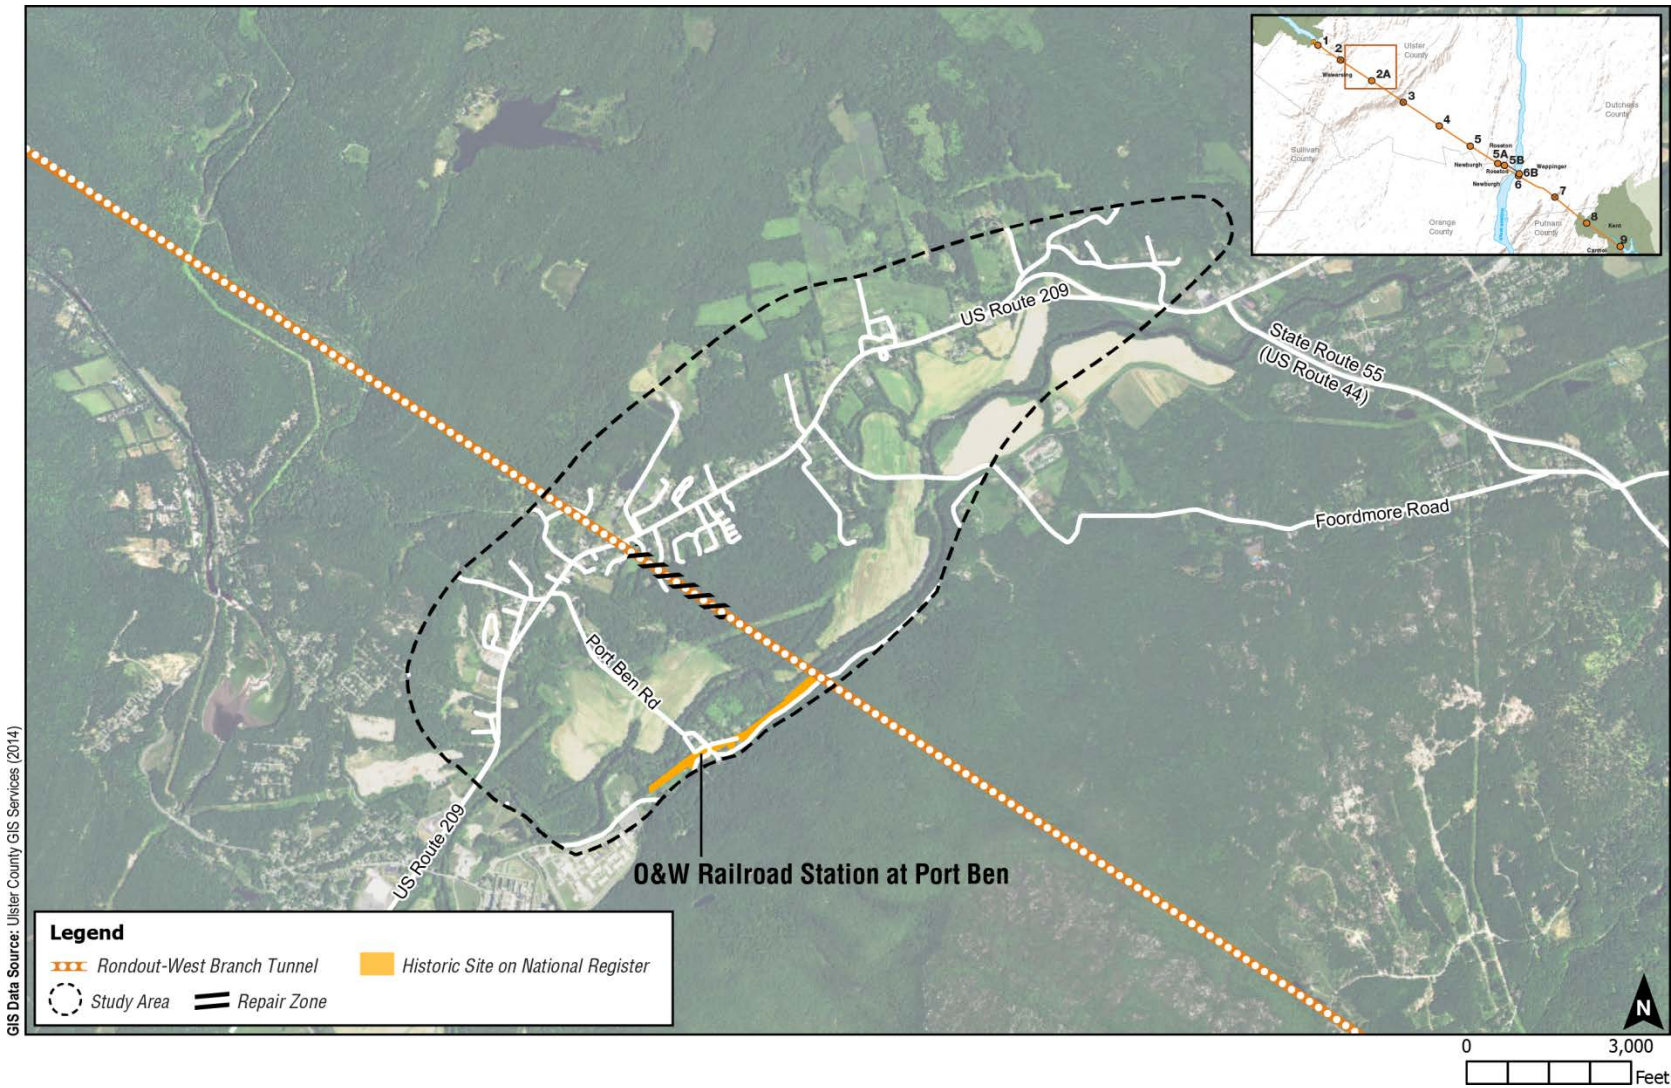 1
2
Ulster
County
Wawarsing
2A
3
Dutchess
County
4
Sullivan
County
5
Roseton
5A
5B
Newburgh
Roseton
Wappinger
6B
Newburgh
6
7
Orange
County
Putnam
County
8
Kent
9
Carmel
US Route 209
State Route 55
(US Route 44)
Foordmore Road
Port Ben Rd
US Route 209
O&W Railroad Station at Port Ben
Legend
Rondout-West Branch Tunnel
Historic Site on National Register
Study Area
Repair Zone
GIS Data Source: Ulster County GIS Services (2014)
N
0
3,000
Feet